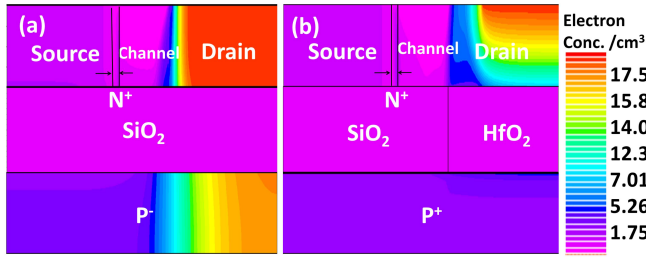 (a)
Source
Channel
Drain
N+
SiO2
P-
(b)
Source
Channel
Drain
N+
SiO2
HfO2
P+
Electron
Conc. /cm3
17.5
15.8
14.0
12.3
7.01
5.26
1.75